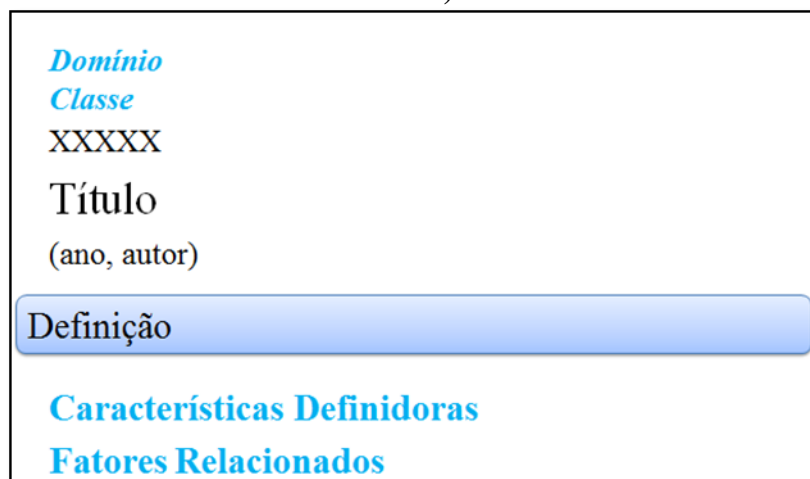 Domínio
Classe
XXXXX
Título
(ano, autor)
Definição
Características Definidoras
Fatores Relacionados